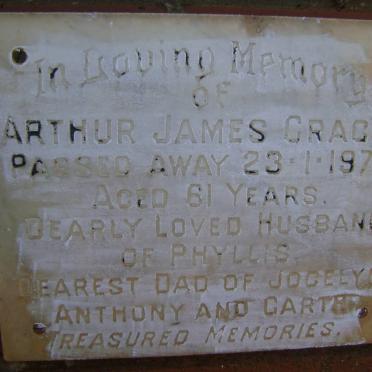 In Loving Memory
OF
ARTHUR JAMES GRAC
PASSED AWAY 23-1-197
AGED 61 YEARS.
DEARLY LOVED HUSBAN
OF PHYLLIS.
DEAREST DAD OF JOCELY
ANTHONY AND CARTE
TREASURED MEMORIES.